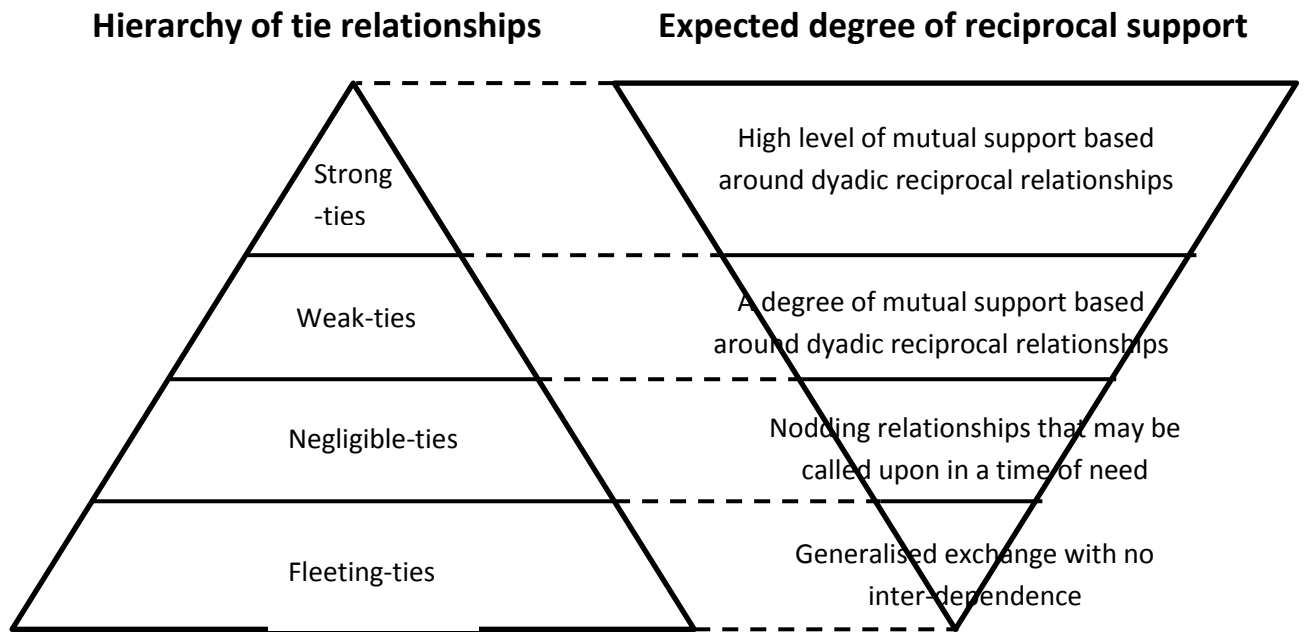 Hierarchy of tie relationships
Expected degree of reciprocal support
Strong
-ties
High level of mutual support based
around dyadic reciprocal relationships
Weak-ties
A degree of mutual support based
around dyadic reciprocal relationships
Negligible-ties
Nodding relationships that may be
called upon in a time of need
Fleeting-ties
Generalised exchange with no
inter-dependence